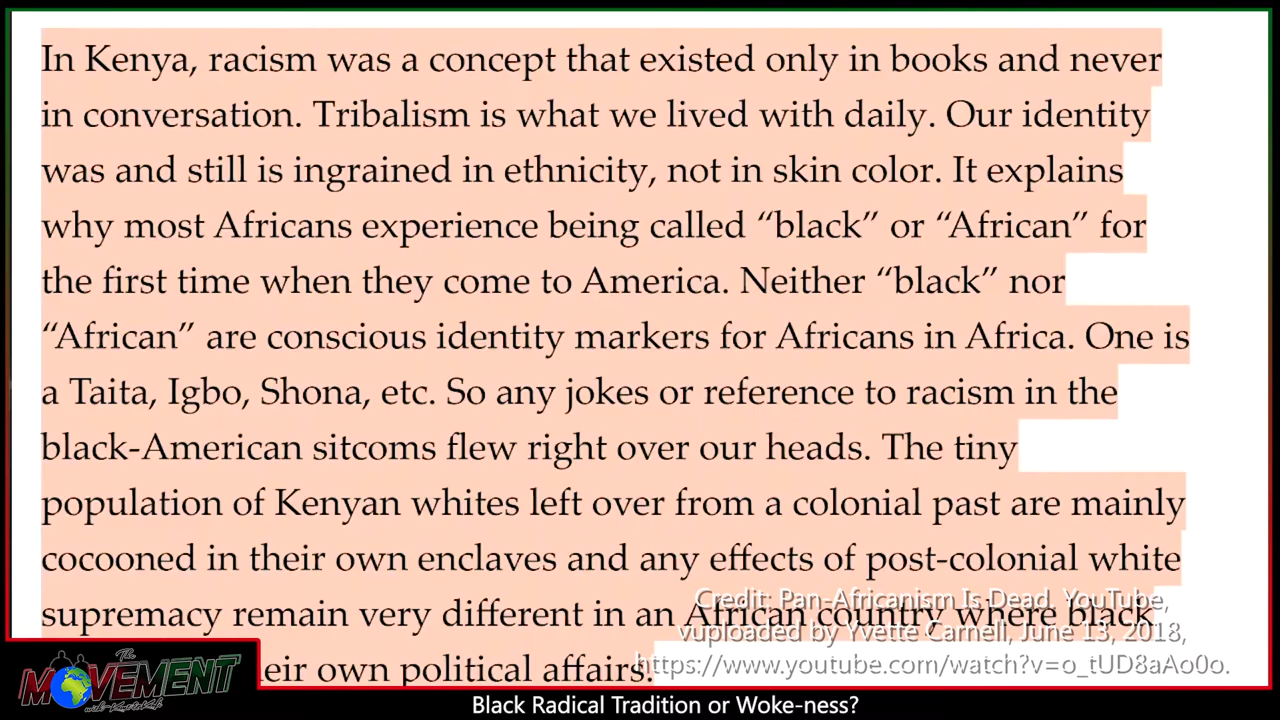 In Kenya, racism was a concept that existed only in books and never
in conversation. Tribalism is what we lived with daily. Our identity
was and still is ingrained in ethnicity, not in skin color. It explains
why most Africans experience being called “black” or “African” for
the first time when they come to America. Neither “black” nor
“African” are conscious identity markers for Africans in Africa. One is
a Taita, Igbo, Shona, etc. So any jokes or reference to racism in the
black-American sitcoms flew right over our heads. The tiny
population of Kenyan whites left over from a colonial past are mainly
cocooned in their own enclaves and any effects of post-colonial white
supremacy remain very different in an African country where black
eir own political affairs.
Credit: Pan-Africanism Is Dead. YouTube,
vuploaded by Yvette Carnell, June 13, 2018,
https://www.youtube.com/watch?v=o_tUD8aAo0o.
The
MOVEMENT
Black Radical Tradition or Woke-ness?